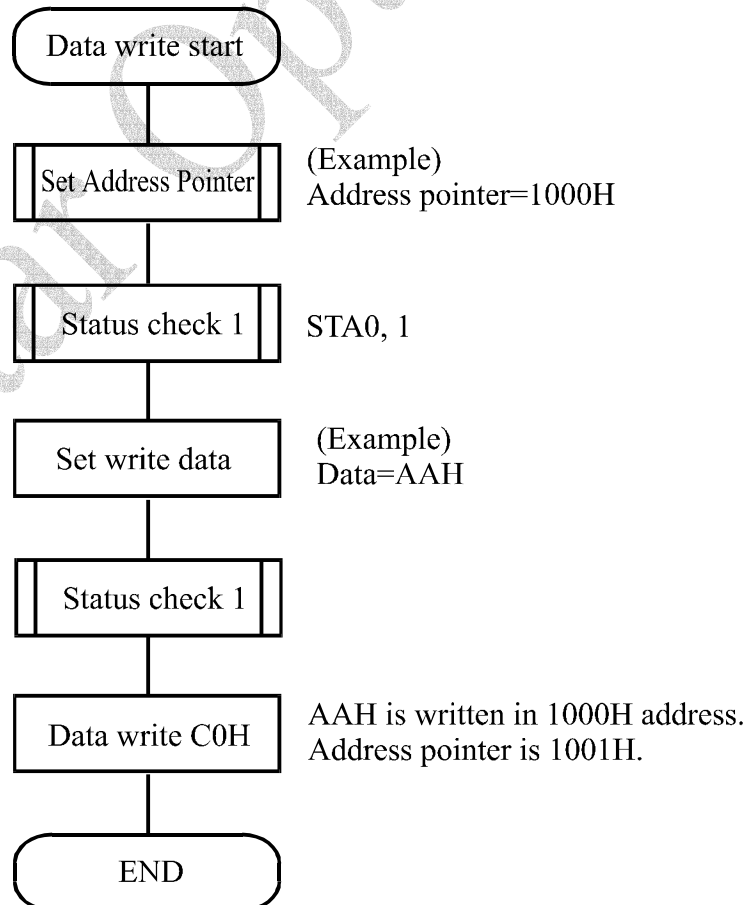 Data write start
Set Address Pointer
(Example)
Address pointer=1000H
Status check 1
STA0, 1
Set write data
(Example)
Data=AAH
Status check 1
Data write C0H
AAH is written in 1000H address.
Address pointer is 1001H.
END